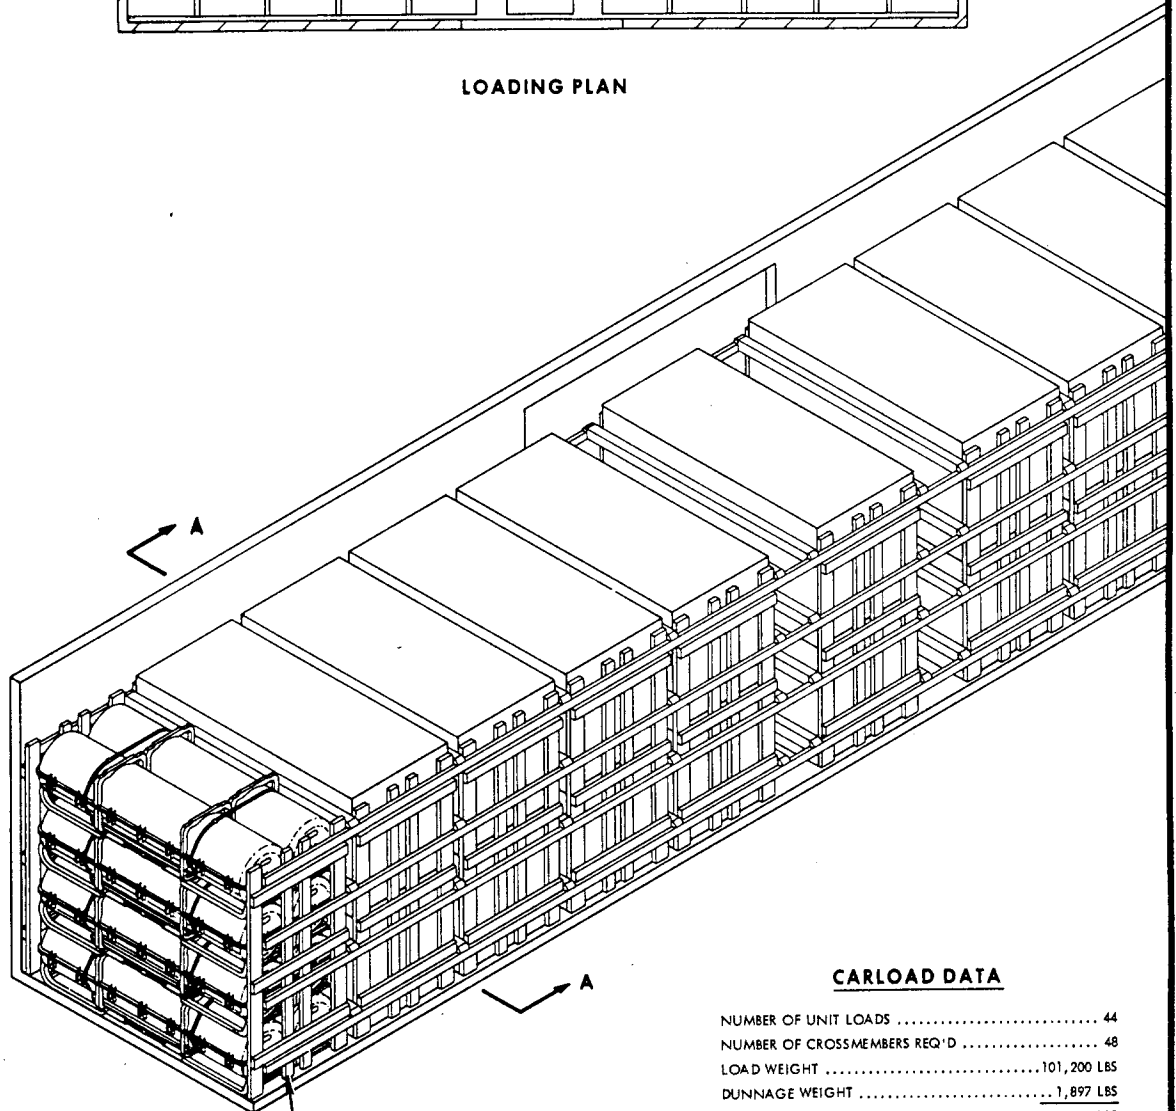 LOADING PLAN
A
A
CARLOAD DATA
NUMBER OF UNIT LOADS ............................ 44
NUMBER OF CROSSMEMBERS REQ'D ................... 48
LOAD WEIGHT .............................. 101,200 LBS
DUNNAGE WEIGHT ........................... 1,897 LBS